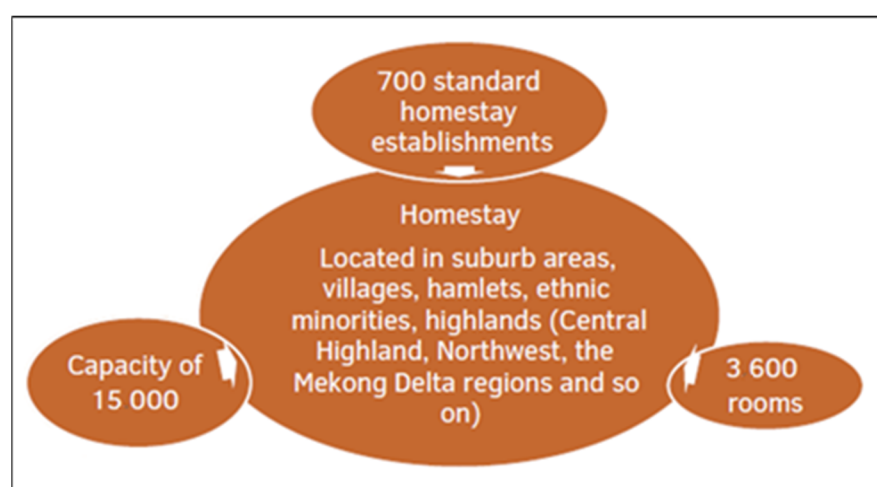 700 standard
homestay
establishments
Homestay
Located in suburb areas,
villages, hamlets, ethnic
minorities, highlands (Central
Highland, Northwest, the
Mekong Delta regions and so
on)
Capacity of
15 000
3 600
rooms